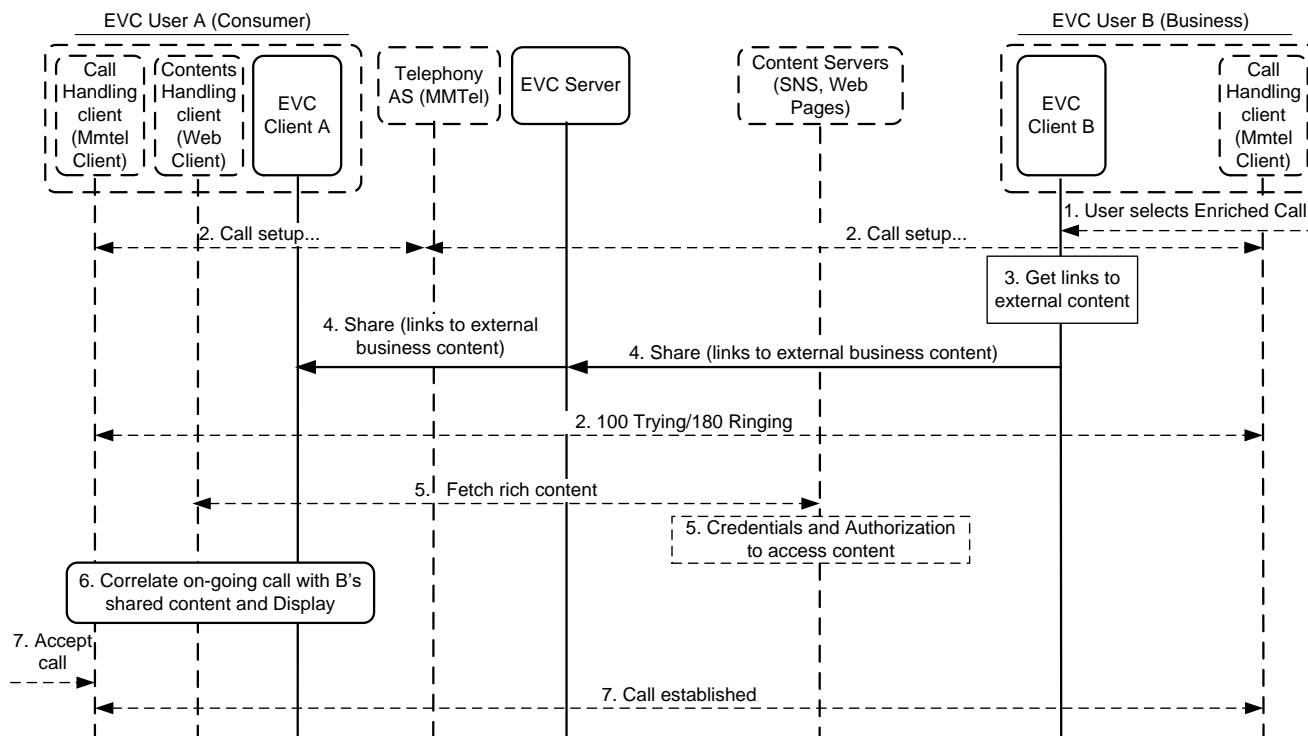 EVC User A (Consumer)
EVC User B (Business)
Call
Handling
client
(Mmtel
Client)
Contents
Handling
client
(Web
Client)
EVC
Client A
Telephony
AS (MMTel)
EVC Server
Content Servers
(SNS, Web
Pages)
EVC
Client B
Call
Handling
client
(Mmtel
Client)
1. User selects Enriched Call
2. Call setup...
2. Call setup...
3. Get links to
external content
4. Share (links to external
business content)
4. Share (links to external business content)
2. 100 Trying/180 Ringing
5. Fetch rich content
5. Credentials and Authorization
to access content
6. Correlate on-going call with B’s
shared content and Display
7. Accept
call
7. Call established